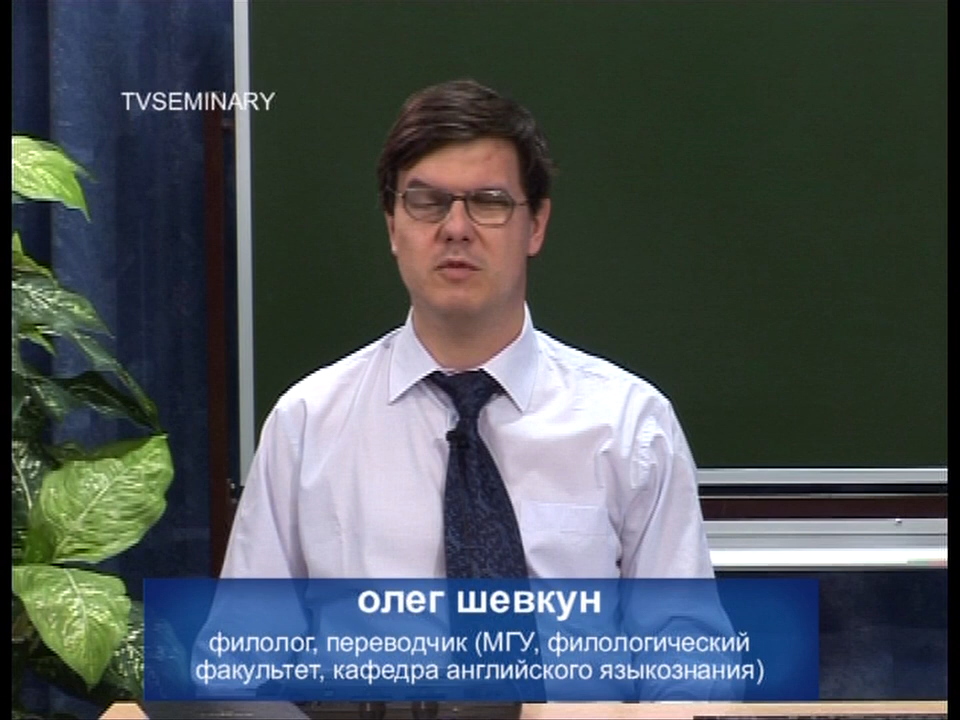 TVSEMINARY
олег шевкун
филолог, переводчик (МГУ, филологический
факультет, кафедра английского языкознания)